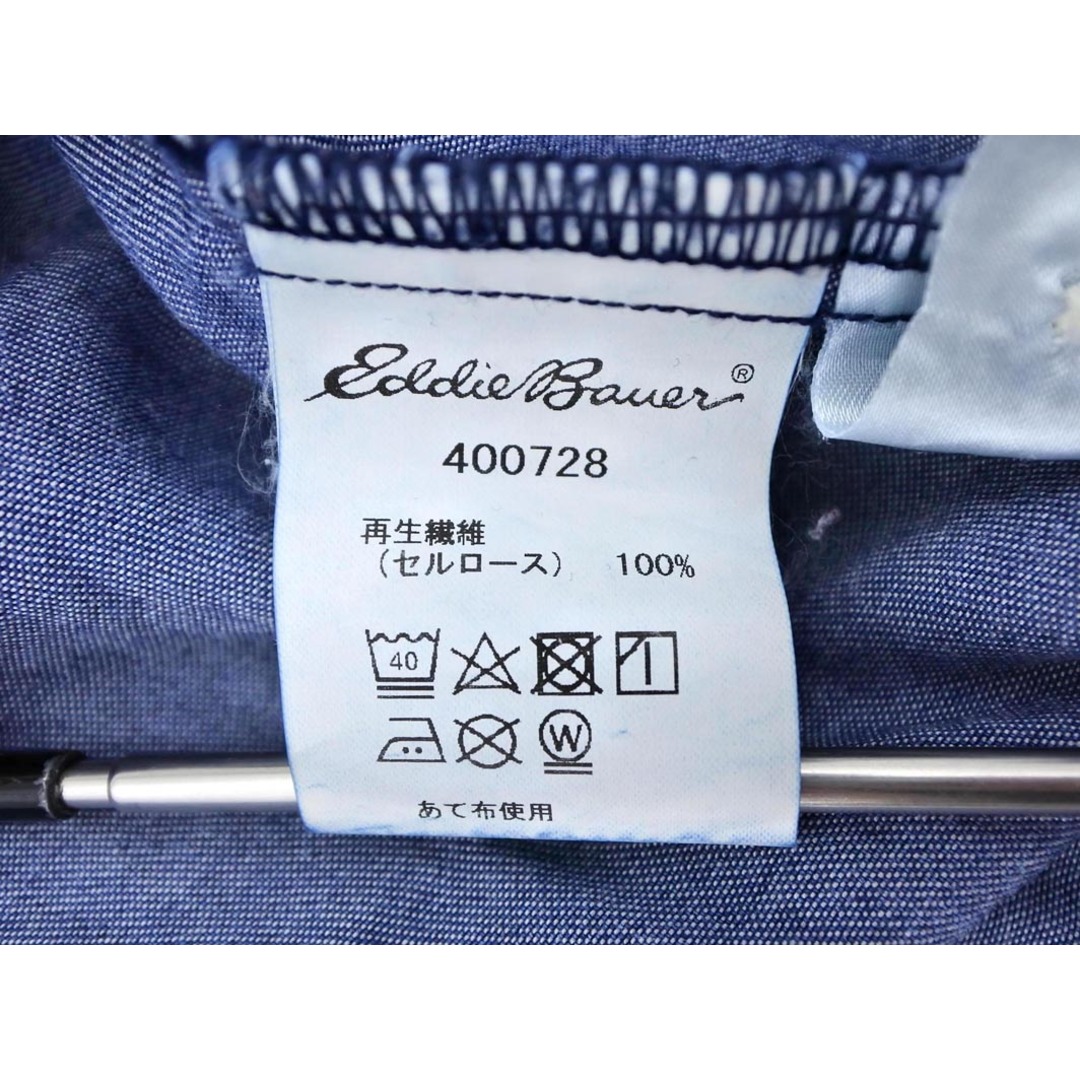 Eddie Bauer®
400728
再生繊維
(セルロース) 100%
40
W
あて布使用